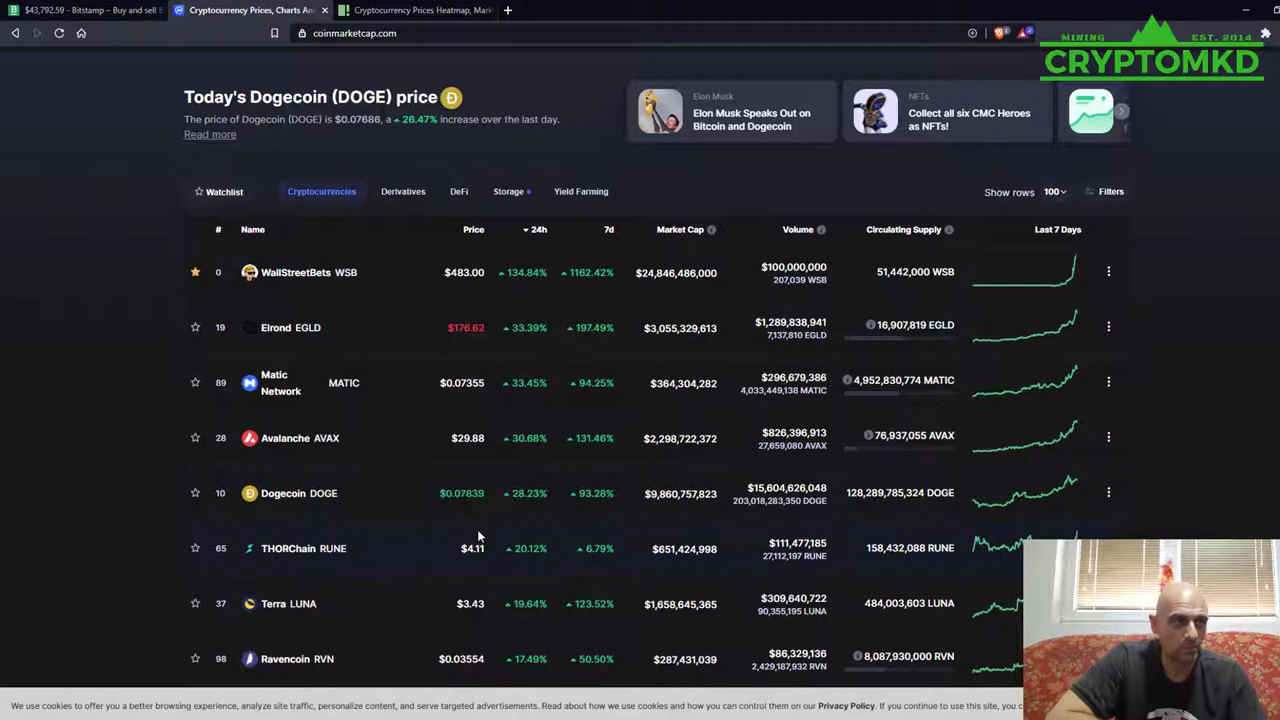 $43,792.59 - Bitstamp – Buy and sell B
Cryptocurrency Prices, Charts An
Cryptocurrency Prices Heatmap, Mark
coinmarketcap.com
MINING EST. 2014
CRYPTOMKD
Today's Dogecoin (DOGE) price
The price of Dogecoin (DOGE) is $0.07686, a 26.47% increase over the last day.
Read more
Elon Musk
Elon Musk Speaks Out on
Bitcoin and Dogecoin
NFTs
Collect all six CMC Heroes
as NFTs!
Watchlist Cryptocurrencies Derivatives DeFi Storage Yield Farming Show rows 100 Filters
# Name Price 24h 7d Market Cap Volume Circulating Supply Last 7 Days
0 WallStreetBets WSB $483.00 134.84% 1162.42% $24,846,486,000 $100,000,000 51,442,000 WSB
207,039 WSB
19 Elrond EGLD $176.62 33.39% 197.49% $3,055,329,613 $1,289,838,941 16,907,819 EGLD
7,137,810 EGLD
89 Matic Network MATIC $0.07355 33.45% 94.25% $364,304,282 $296,679,386 4,952,830,774 MATIC
4,033,449,138 MATIC
28 Avalanche AVAX $29.88 30.68% 131.46% $2,298,722,372 $826,396,913 76,937,055 AVAX
27,659,080 AVAX
10 Dogecoin DOGE $0.07839 28.23% 93.28% $9,860,757,823 $15,604,626,048 128,289,785,324 DOGE
203,018,283,350 DOGE
65 THORChain RUNE $4.11 20.12% 6.79% $651,424,998 $111,477,185 158,432,088 RUNE
27,112,197 RUNE
37 Terra LUNA $3.43 19.64% 123.52% $1,658,645,365 $309,640,722 484,003,603 LUNA
90,355,195 LUNA
98 Ravencoin RVN $0.03554 17.49% 50.50% $287,431,039 $86,329,136 8,087,930,000 RVN
2,429,187,932 RVN
We use cookies to offer you a better browsing experience, analyze site traffic, personalize content, and serve targeted advertisements. Read about how we use cookies and how you can control them on our Privacy Policy. If you continue to use this site, you c